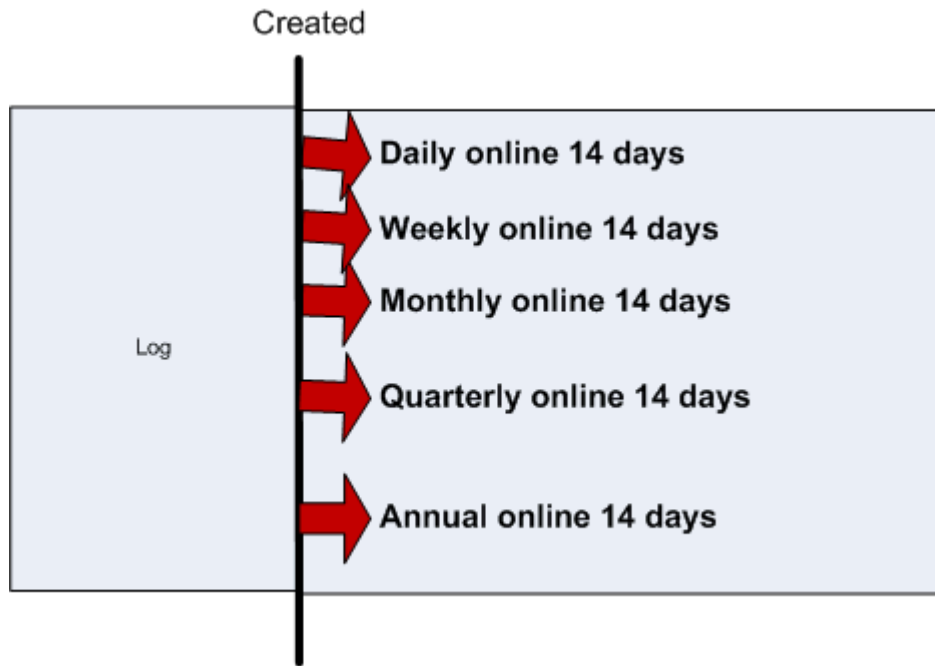 Created
Daily online 14 days
Weekly online 14 days
Monthly online 14 days
Log
Quarterly online 14 days
Annual online 14 days